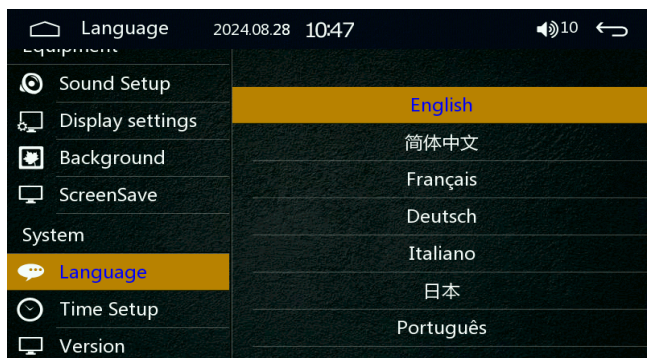 Language 2024.08.28 10:47 10
Equipment
Sound Setup
Display settings
Background
ScreenSave
System
Language
Time Setup
Version
English
简体中文
Français
Deutsch
Italiano
日本
Português